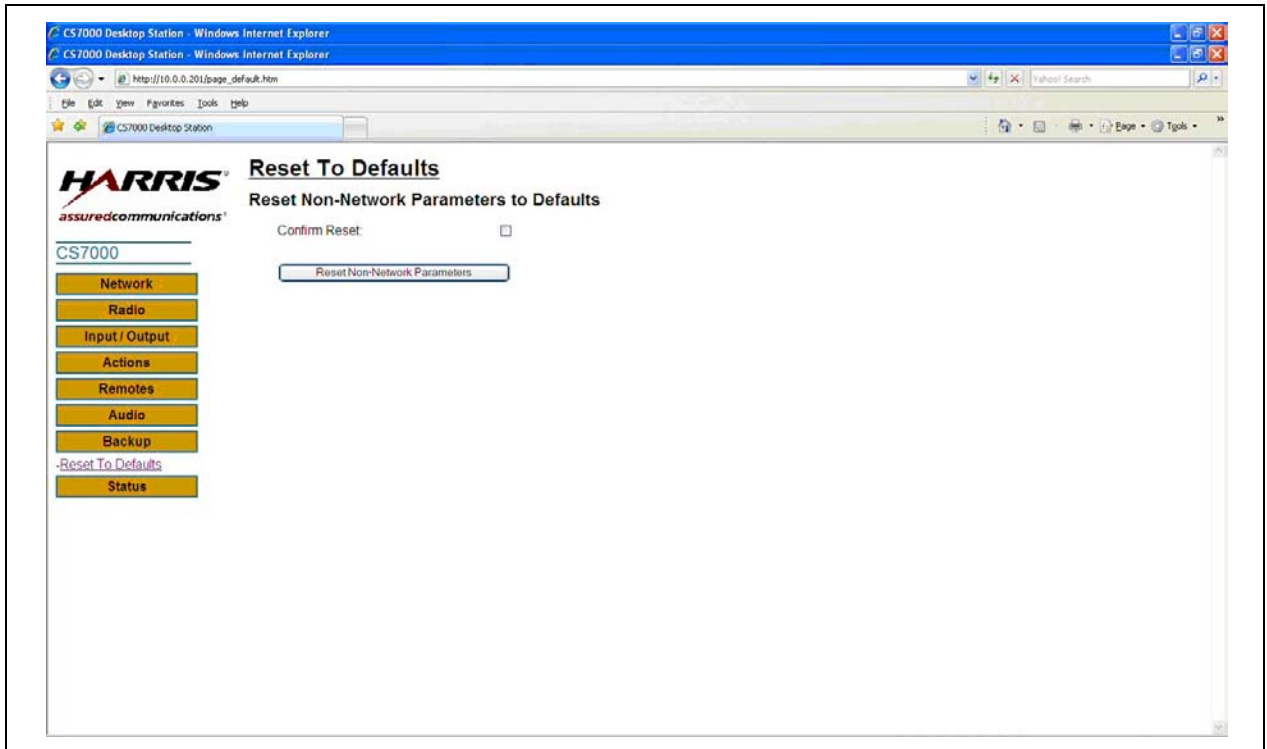 CS7000 Desktop Station - Windows Internet Explorer
CS7000 Desktop Station - Windows Internet Explorer
http://10.0.0.201/page_default.htm
Yahoo! Search
File Edit View Favorites Tools Help
CS7000 Desktop Station
Page
Tools
HARRIS
assuredcommunications
CS7000
Network
Radio
Input / Output
Actions
Remotes
Audio
Backup
-Reset To Defaults
Status
Reset To Defaults
Reset Non-Network Parameters to Defaults
Confirm Reset:
Reset Non-Network Parameters